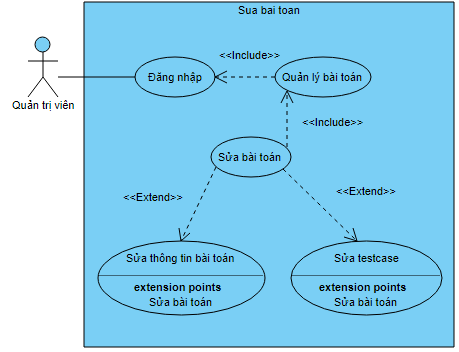 Sua bai toan
<<Include>>
Đăng nhập
Quản lý bài toán
Quản trị viên
<<Include>>
Sửa bài toán
<<Extend>>
<<Extend>>
Sửa thông tin bài toán
extension points
Sửa bài toán
Sửa testcase
extension points
Sửa bài toán